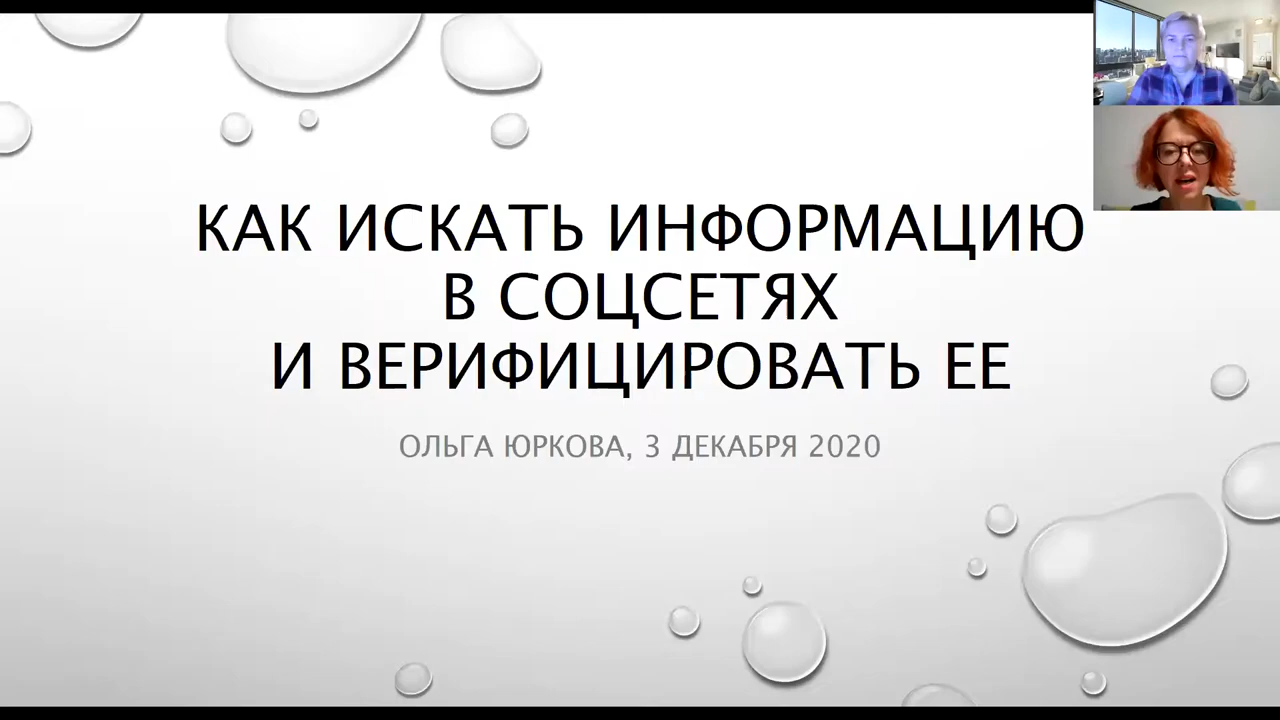 КАК ИСКАТЬ ИНФОРМАЦИЮ
В СОЦСЕТЯХ
И ВЕРИФИЦИРОВАТЬ ЕЕ
ОЛЬГА ЮРКОВА, 3 ДЕКАБРЯ 2020